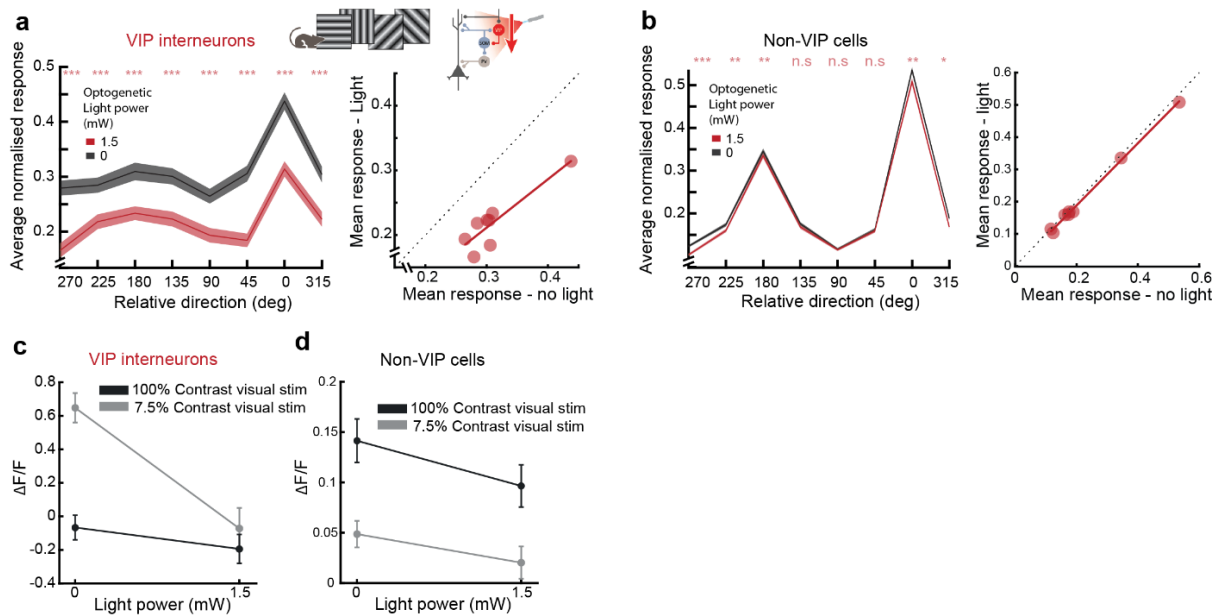 a
VIP interneurons
*** *** *** *** *** *** *** ***
Average normalised response
0.5
0.4
0.3
0.2
Optogenetic
Light power
(mW)
1.5
0
270 225 180 135 90 45 0 315
Relative direction (deg)
VIP
Mean response - Light
0.4
0.3
0.2
0.2 0.3 0.4
Mean response - no light
b
Non-VIP cells
*** ** ** n.s n.s n.s ** *
Average normalised response
0.5
0.4
0.3
0.2
Optogenetic
Light power
(mW)
1.5
0
270 225 180 135 90 45 0 315
Relative direction (deg)
Mean response - light
0.6
0.5
0.4
0.3
0.2
0.1
0
0 0.2 0.4 0.6
Mean response - no light
c
VIP interneurons
100% Contrast visual stim
7.5% Contrast visual stim
ΔF/F
0.8
0.6
0.4
0.2
0
-0.2
-0.4
0 1.5
Light power (mW)
d
Non-VIP cells
100% Contrast visual stim
7.5% Contrast visual stim
ΔF/F
0.2
0.15
0.1
0.05
0
0 1.5
Light power (mW)